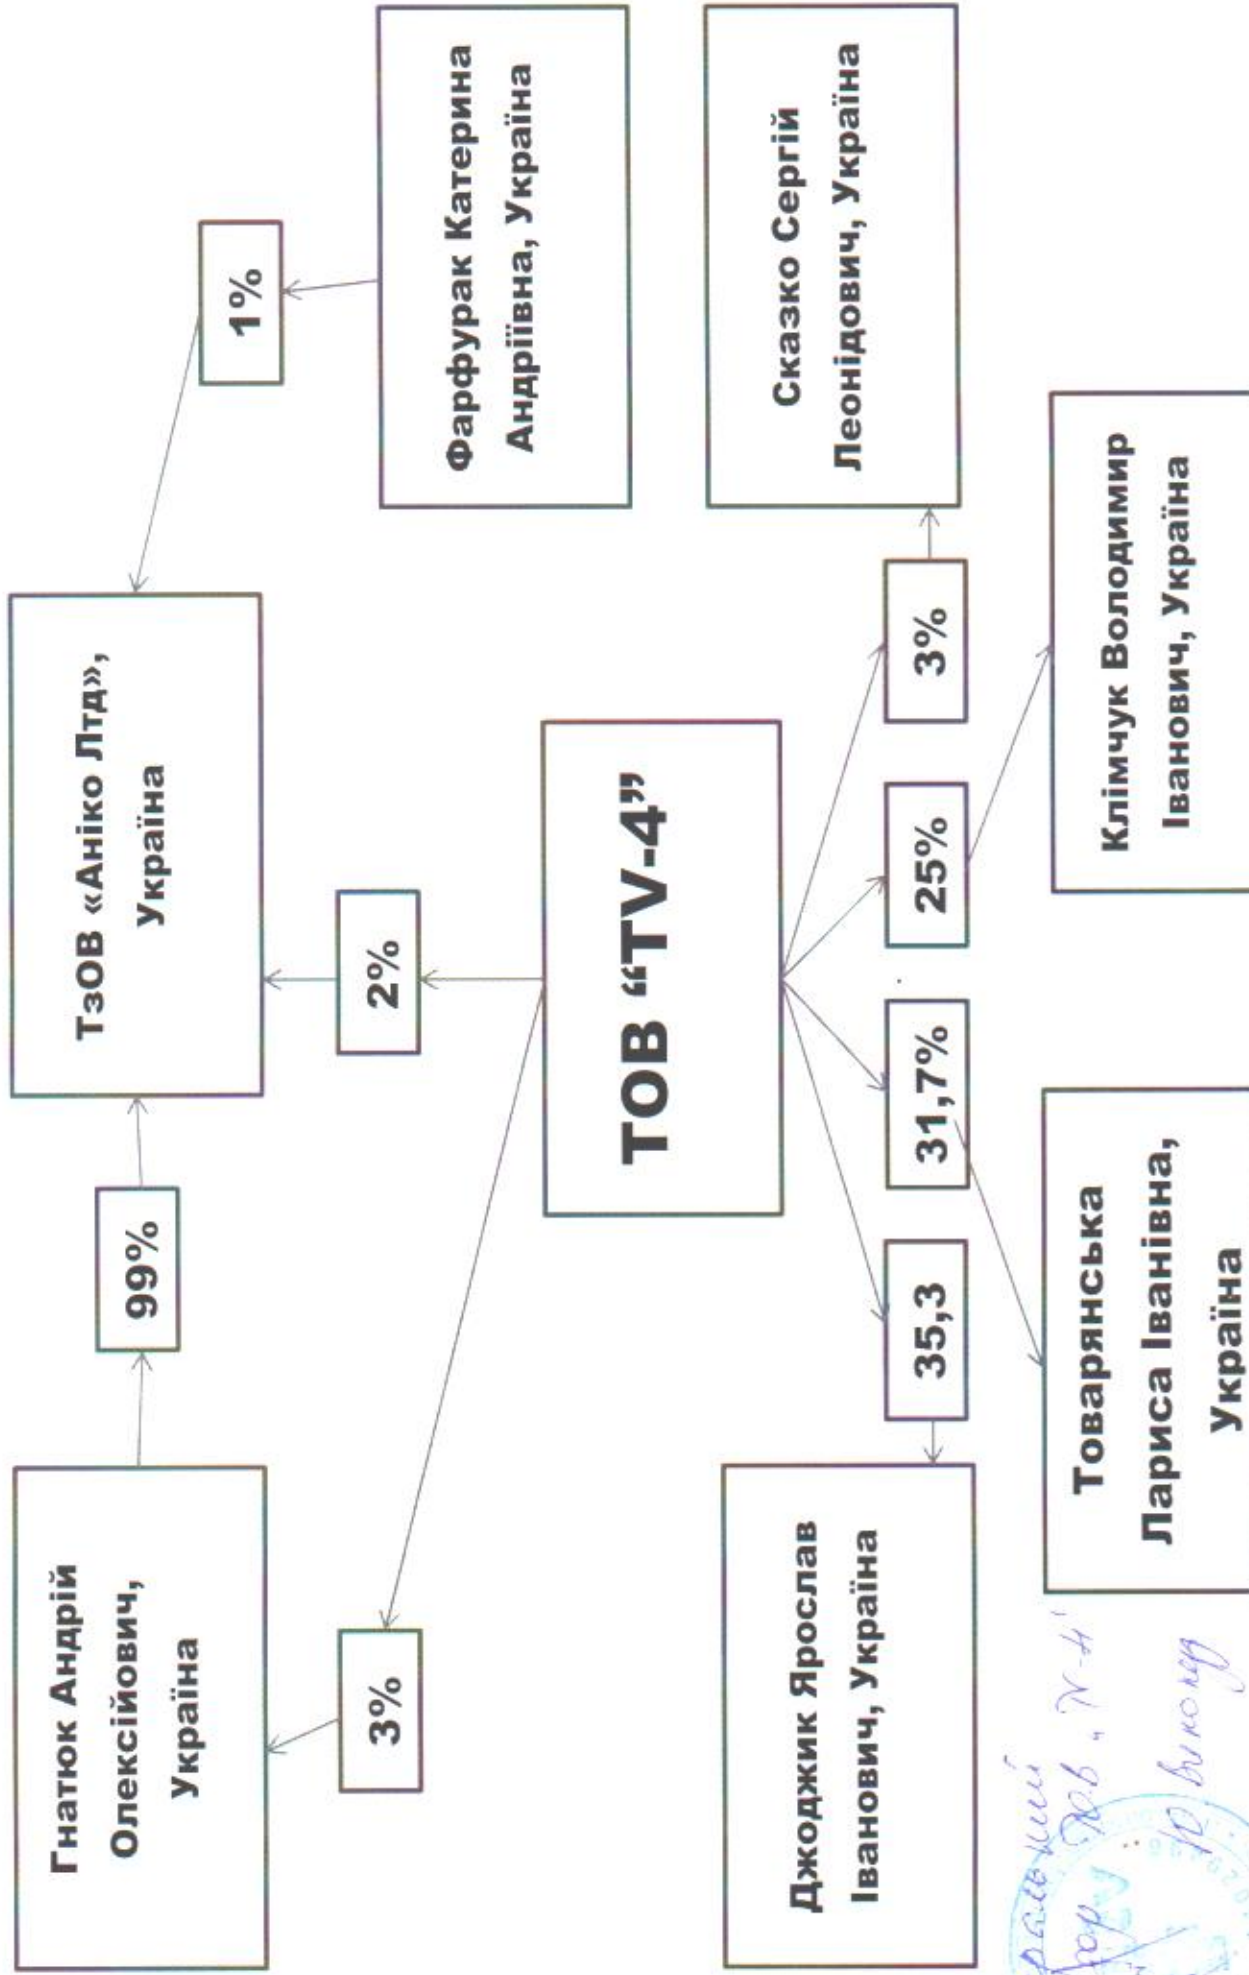 Гнатюк Андрій
Олексійович,
Україна
99%
ТзОВ «Аніко Лтд»,
Україна
1%
Фарфурак Катерина
Андріївна, Україна
3%
2%
ТОВ “TV-4”
Джоджик Ярослав
Іванович, Україна
35,3
31,7%
25%
3%
Сказко Сергій
Леонідович, Україна
Товарянська
Лариса Іванівна,
Україна
Клімчук Володимир
Іванович, Україна